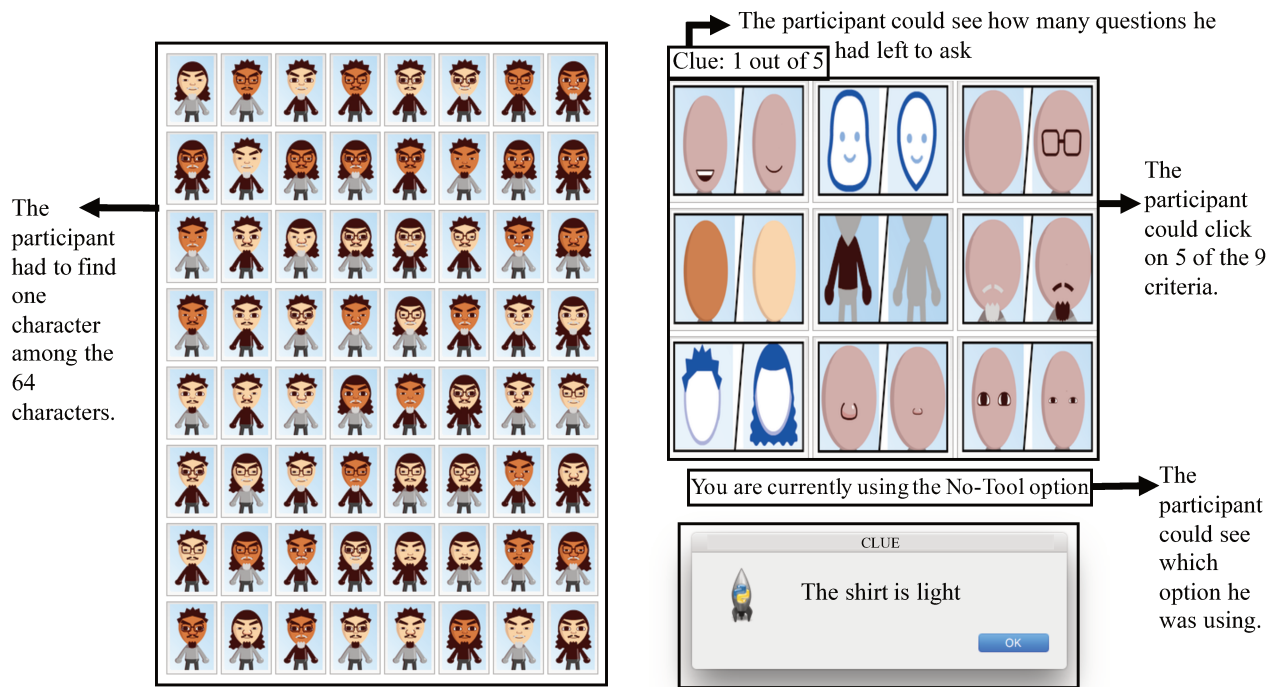 The participant could see how many questions he
had left to ask
Clue: 1 out of 5
The
participant
had to find
one
character
among the
64
characters.
The
participant
could click
on 5 of the 9
criteria.
You are currently using the No-Tool option
The
participant
could see
which
option he
was using.
CLUE
The shirt is light
OK